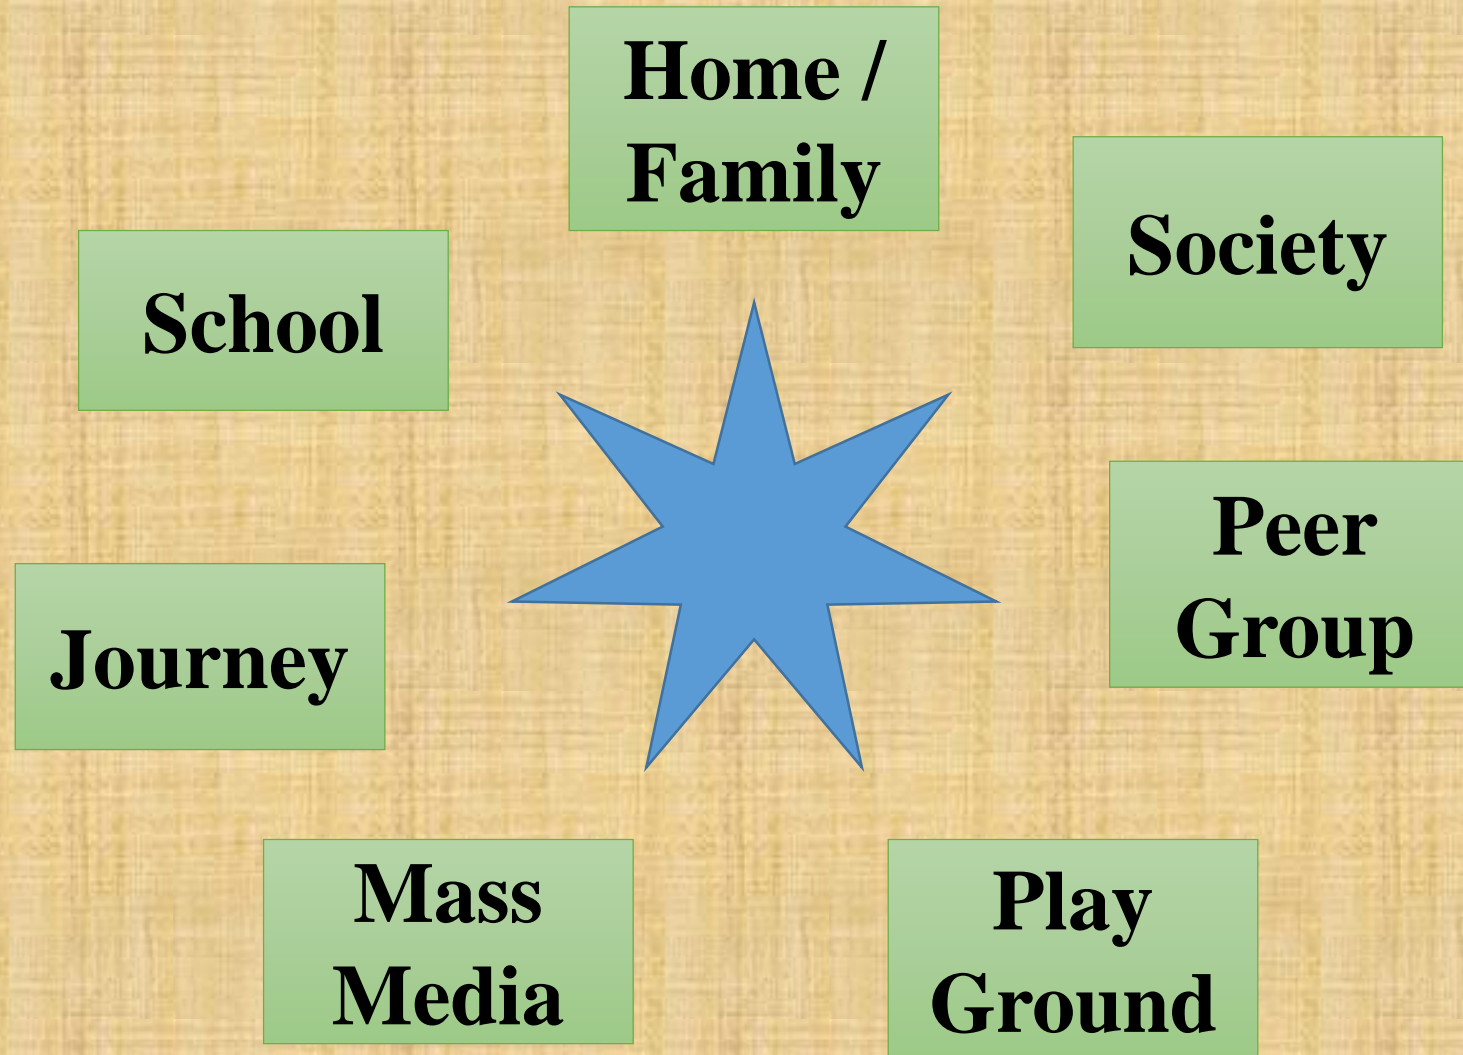 Home /
Family
Society
School
Peer
Group
Journey
Mass
Media
Play
Ground